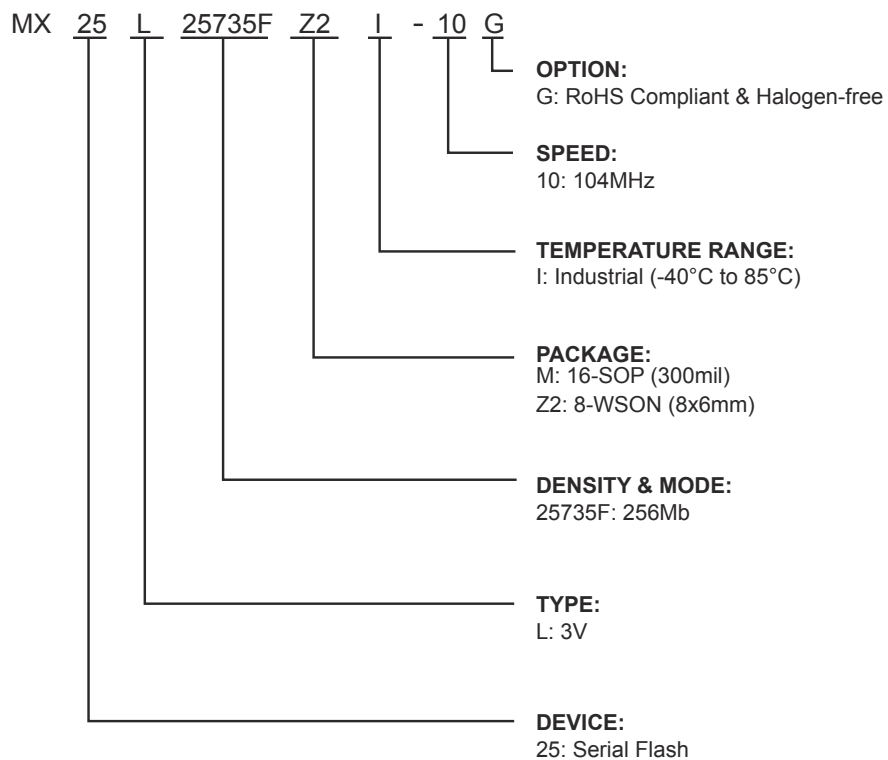 MX 25 L 25735F Z2 I - 10 G
OPTION:
G: RoHS Compliant & Halogen-free
SPEED:
10: 104MHz
TEMPERATURE RANGE:
I: Industrial (-40°C to 85°C)
PACKAGE:
M: 16-SOP (300mil)
Z2: 8-WSON (8x6mm)
DENSITY & MODE:
25735F: 256Mb
TYPE:
L: 3V
DEVICE:
25: Serial Flash